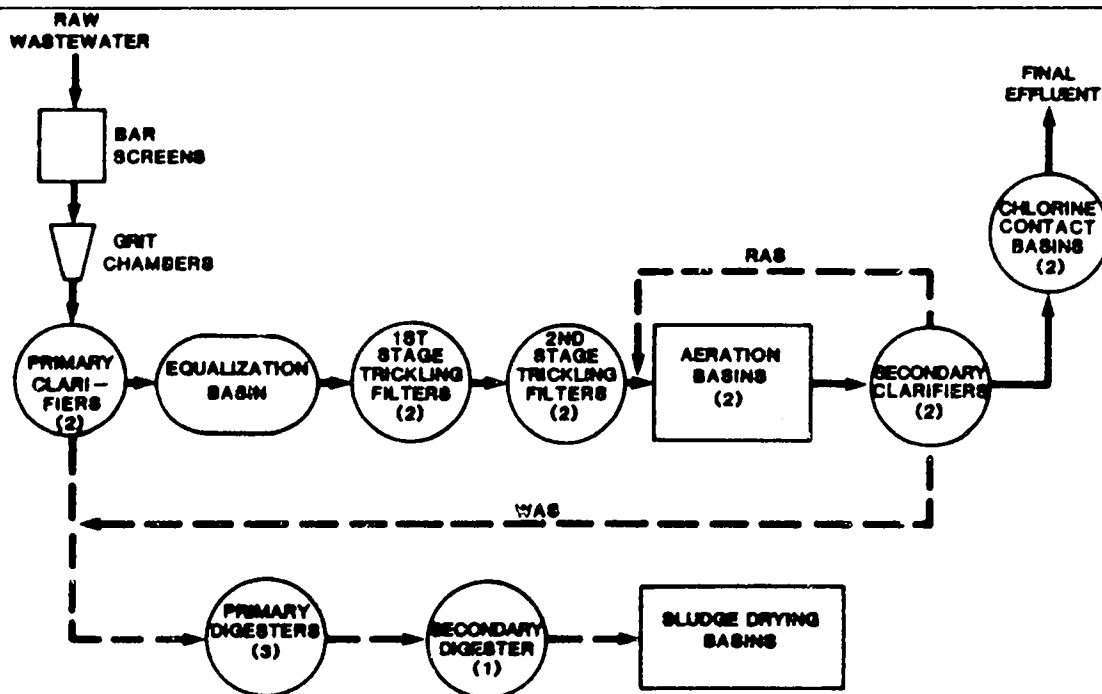 RAW
WASTEWATER
BAR
SCREENS
GRIT
CHAMBERS
PRIMARY
CLARI-
FIERS
(2)
EQUALIZATION
BASIN
1ST
STAGE
TRICKLING
FILTERS
(2)
2ND
STAGE
TRICKLING
FILTERS
(2)
RAS
AERATION
BASINS
(2)
SECONDARY
CLARIFIERS
(2)
CHLORINE
CONTACT
BASINS
(2)
FINAL
EFFLUENT
WAS
PRIMARY
DIGESTERS
(3)
SECONDARY
DIGESTER
(1)
SLUDGE DRYING
BASINS